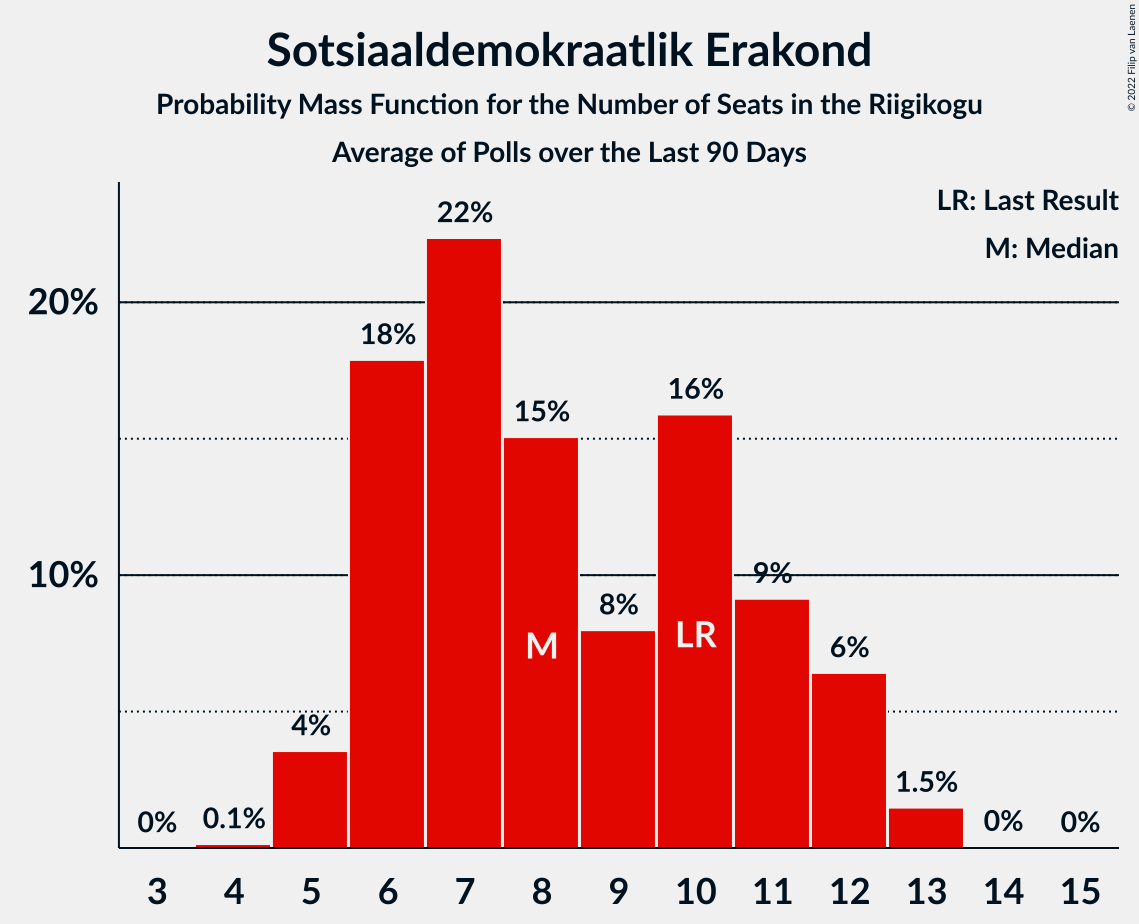 Sotsiaaldemokraatlik Erakond
Probability Mass Function for the Number of Seats in the Riigikogu
Average of Polls over the Last 90 Days
© 2022 Filip van Laenen
LR: Last Result
M: Median
22%
20%
18%
16%
15%
10%
9%
8%
M
LR
6%
4%
1.5%
0%
0.1%
0%
0%
3 4 5 6 7 8 9 10 11 12 13 14 15